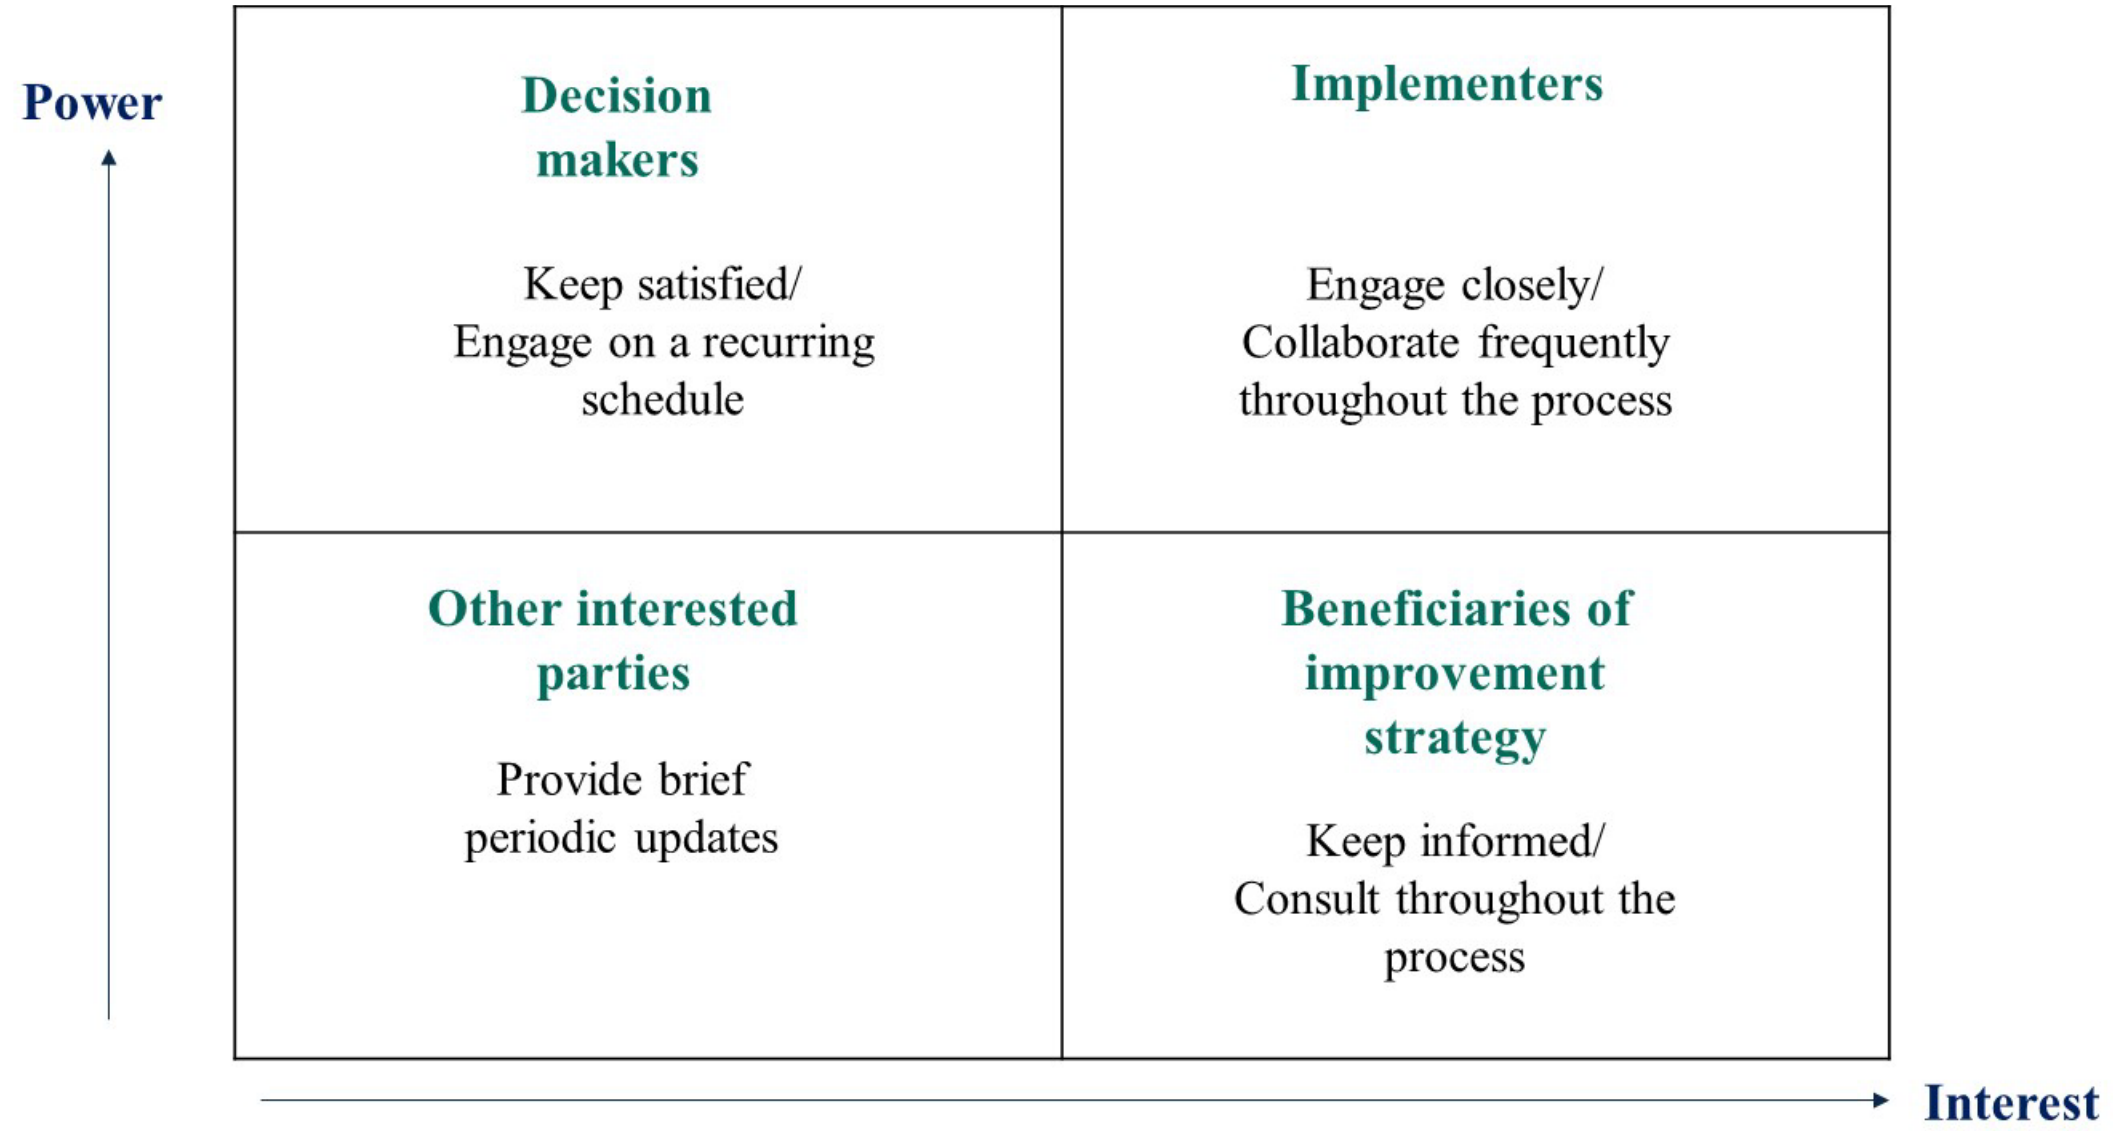 Power
Decision
makers
Keep satisfied/
Engage on a recurring
schedule
Implementers
Engage closely/
Collaborate frequently
throughout the process
Other interested
parties
Provide brief
periodic updates
Beneficiaries of
improvement
strategy
Keep informed/
Consult throughout the
process
Interest